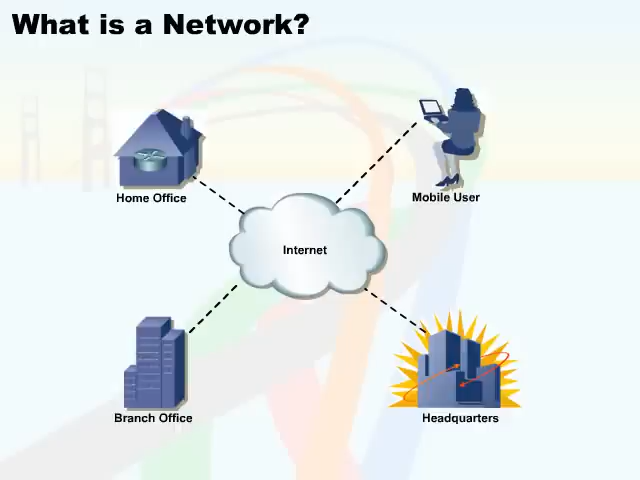 What is a Network?
Home Office
Mobile User
Internet
Branch Office
Headquarters